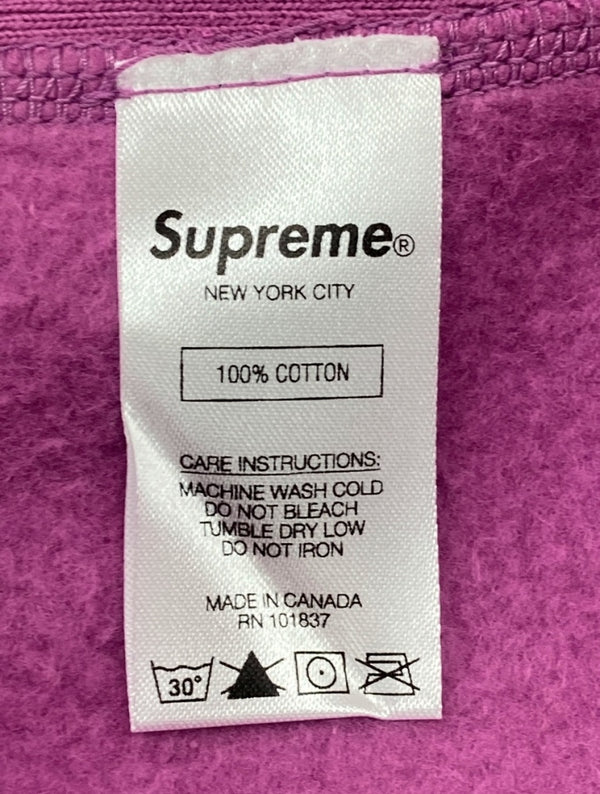 Supreme®
NEW YORK CITY
100% COTTON
CARE INSTRUCTIONS:
MACHINE WASH COLD
DO NOT BLEACH
TUMBLE DRY LOW
DO NOT IRON
MADE IN CANADA
RN 101837
30°